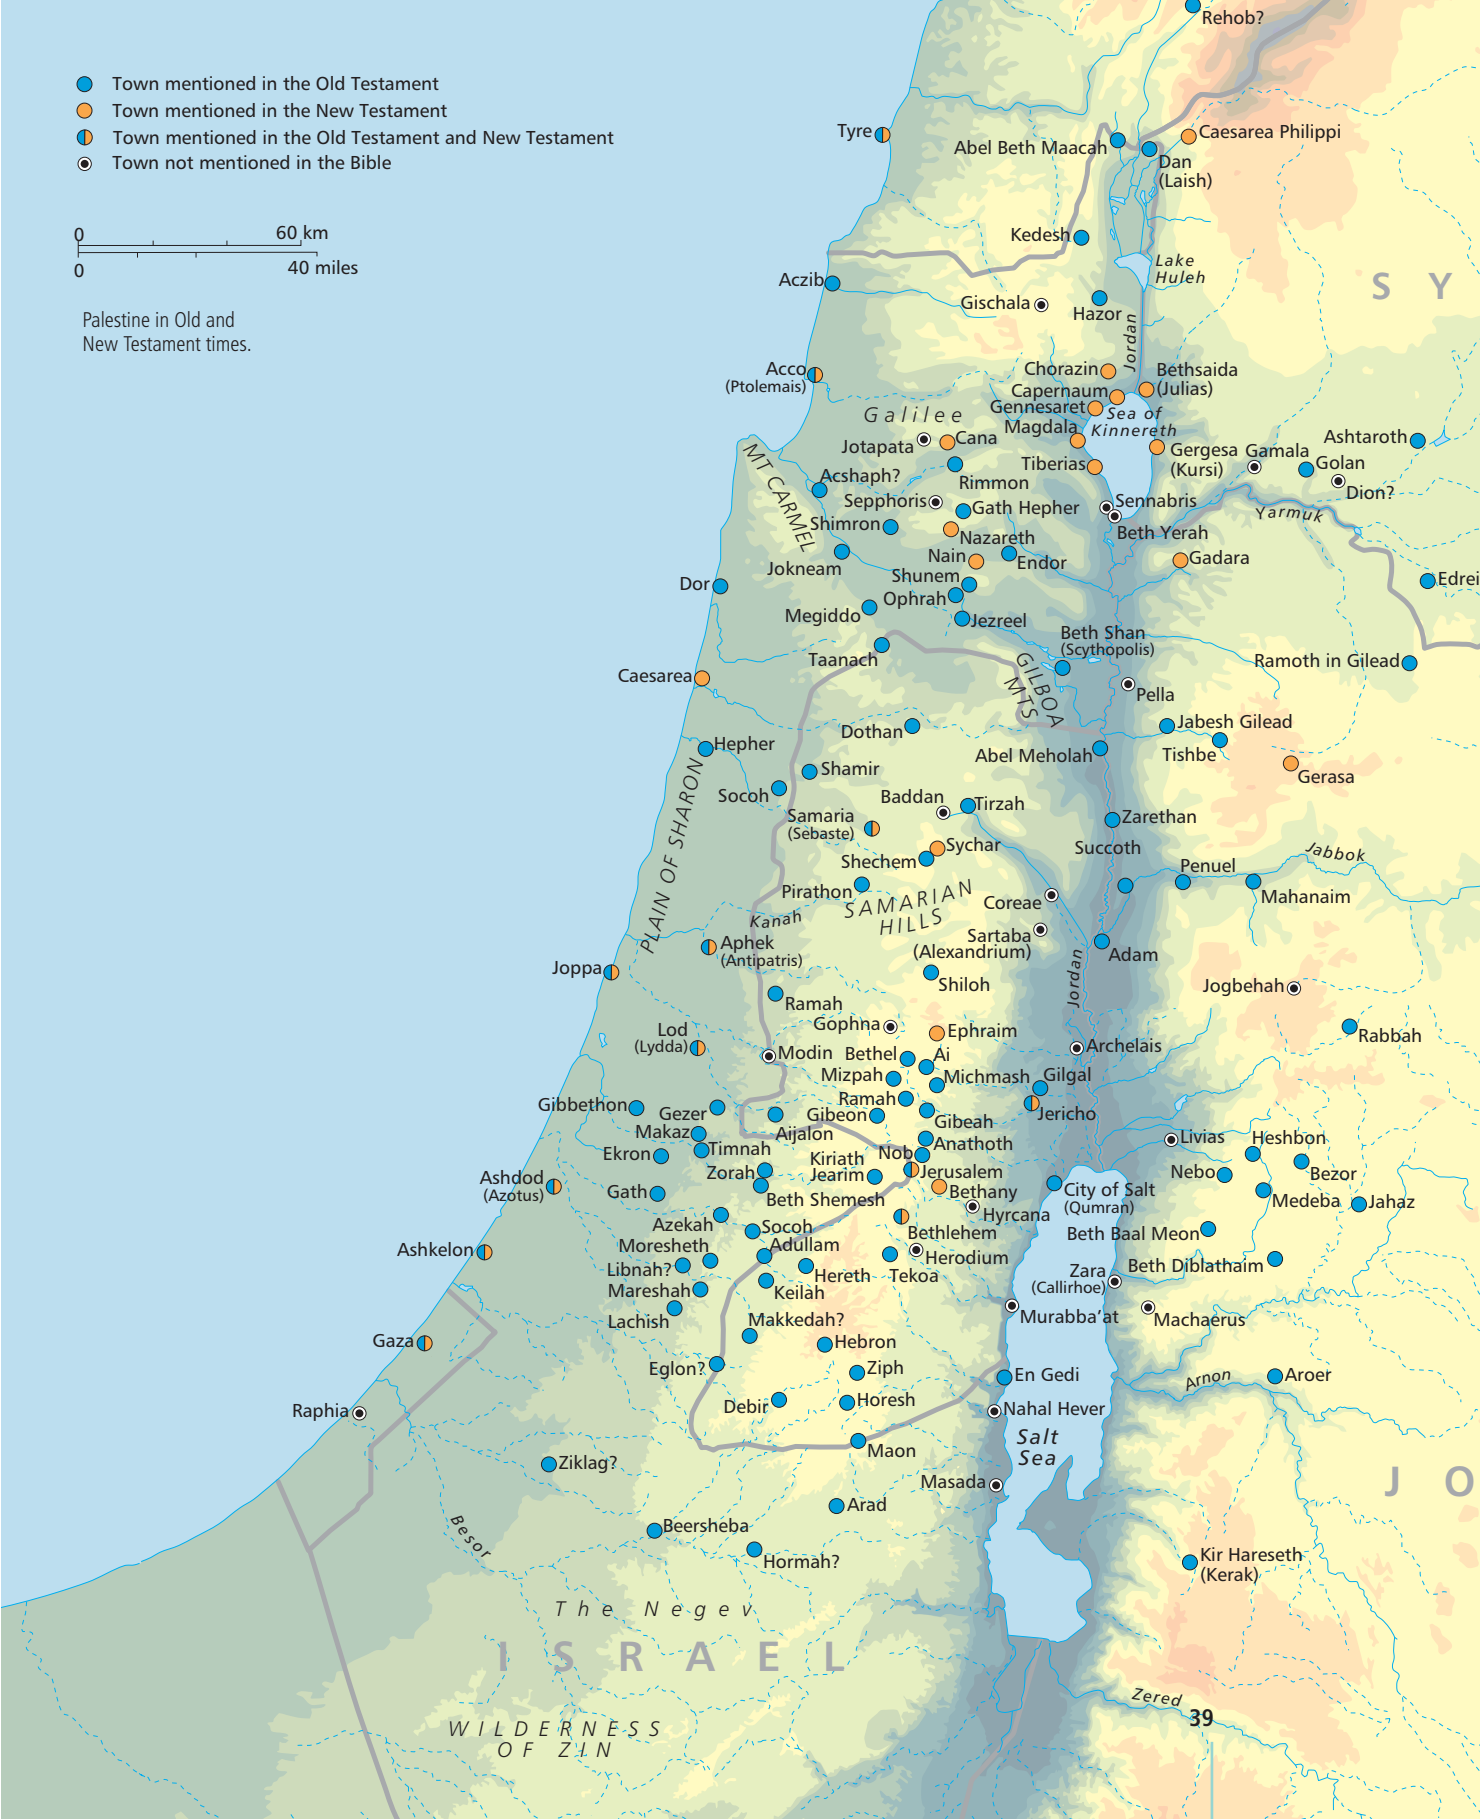 Rehob?
Town mentioned in the Old Testament
Town mentioned in the New Testament
Town mentioned in the Old Testament and New Testament
Town not mentioned in the Bible
0
60 km
0
40 miles
Palestine in Old and
New Testament times.
Tyre
Abel Beth Maacah
Caesarea Philippi
Dan
(Laish)
Kedesh
Lake
Huleh
S Y
Aczib
Gischala
Hazor
Jordan
Acco
(Ptolemais)
Chorazin
Bethsaida
(Julias)
Capernaum
Gennesaret
Galilee
Sea of
Kinnereth
Magdala
Jotapata
Cana
Tiberias
Gergesa
(Kursi)
Gamala
Ashtaroth
Golan
Dion?
MT CARMEL
Acshaph?
Rimmon
Sepphoris
Gath Hepher
Sennabris
Shimron
Nazareth
Beth Yerah
Yarmuk
Jokneam
Nain
Endor
Gadara
Dor
Shunem
Ophrah
Edrei
Megiddo
Jezreel
Taanach
Beth Shan
(Scythopolis)
GILBOA
MTS
Ramoth in Gilead
Caesarea
Pella
Dothan
Jabesh Gilead
Hepher
Abel Meholah
Tishbe
Shamir
Gerasa
Socoh
Baddan
Tirzah
PLAIN OF SHARON
Samaria
(Sebaste)
Zarethan
Sychar
Shechem
Succoth
Penuel
Jabbok
Pirathon
SAMARIAN
HILLS
Coreae
Mahanaim
Kanah
Sartaba
(Alexandrium)
Aphek
(Antipatris)
Adam
Joppa
Jordan
Shiloh
Jogbehah
Ramah
Gophna
Ephraim
Rabbah
Lod
(Lydda)
Modin
Bethel
Ai
Archelais
Mizpah
Michmash
Gilgal
Gibbethon
Gezer
Ramah
Gibeon
Jericho
Makaz
Aijalon
Gibeah
Anathoth
Livias
Heshbon
Ekron
Timnah
Kiriath
Jearim
Nob
Zorah
Jerusalem
Nebo
Bezor
Ashdod
(Azotus)
Gath
Beth Shemesh
Bethany
City of Salt
(Qumran)
Medeba
Jahaz
Azekah
Socoh
Hyrcana
Bethlehem
Beth Baal Meon
Ashkelon
Moresheth
Adullam
Herodium
Libnah?
Hereth
Tekoa
Zara
(Callirhoe)
Beth Diblathaim
Mareshah
Keilah
Lachish
Makkedah?
Murabba'at
Machaerus
Gaza
Hebron
Eglon?
Ziph
En Gedi
Arnon
Aroer
Raphia
Debir
Horesh
Nahal Hever
Maon
Salt
Sea
Ziklag?
Masada
J O
Arad
Besor
Beersheba
Hormah?
Kir Hareseth
(Kerak)
The Negev
I S R A E L
WILDERNESS
OF ZIN
Zered
39